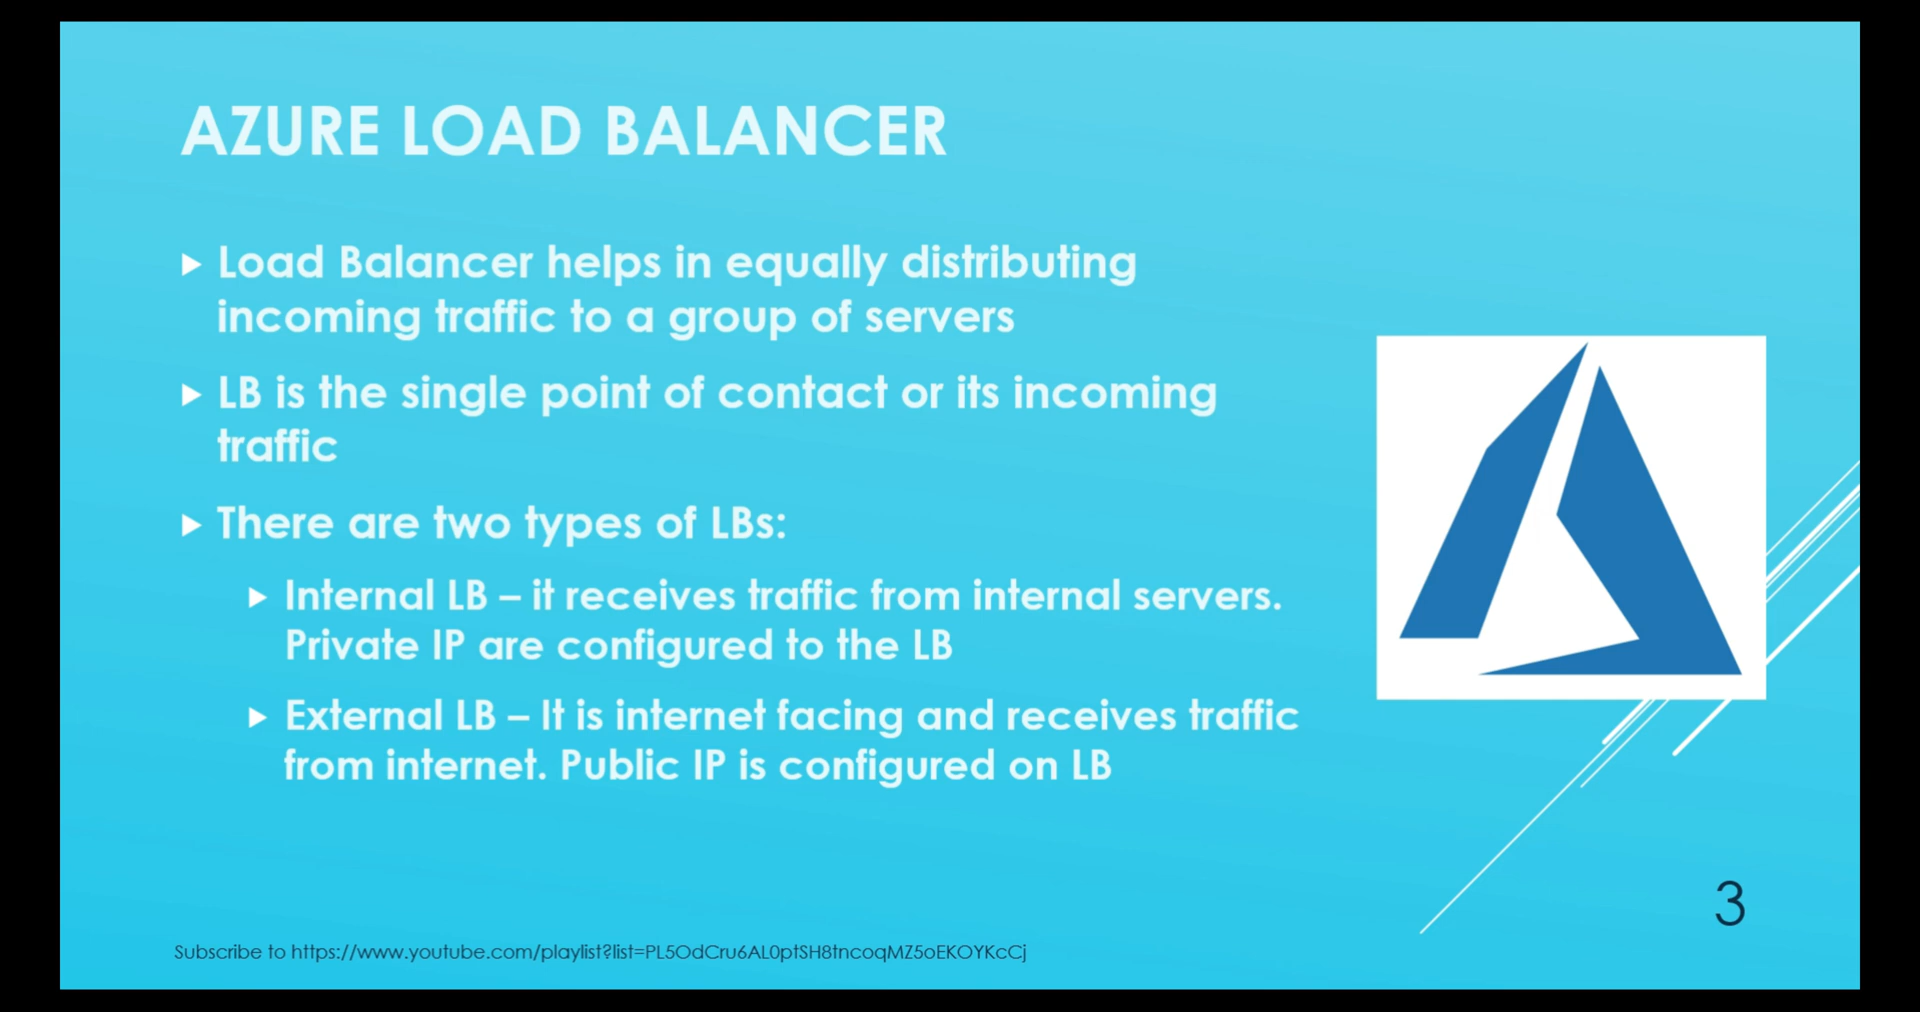 AZURE LOAD BALANCER
Load Balancer helps in equally distributing
incoming traffic to a group of servers
LB is the single point of contact or its incoming
traffic
There are two types of LBs:
Internal LB – it receives traffic from internal servers.
Private IP are configured to the LB
External LB – It is internet facing and receives traffic
from internet. Public IP is configured on LB
3
Subscribe to https://www.youtube.com/playlist?list=PL5OdCru6AL0ptSH8tncoqMZ5oEKOYKcCj